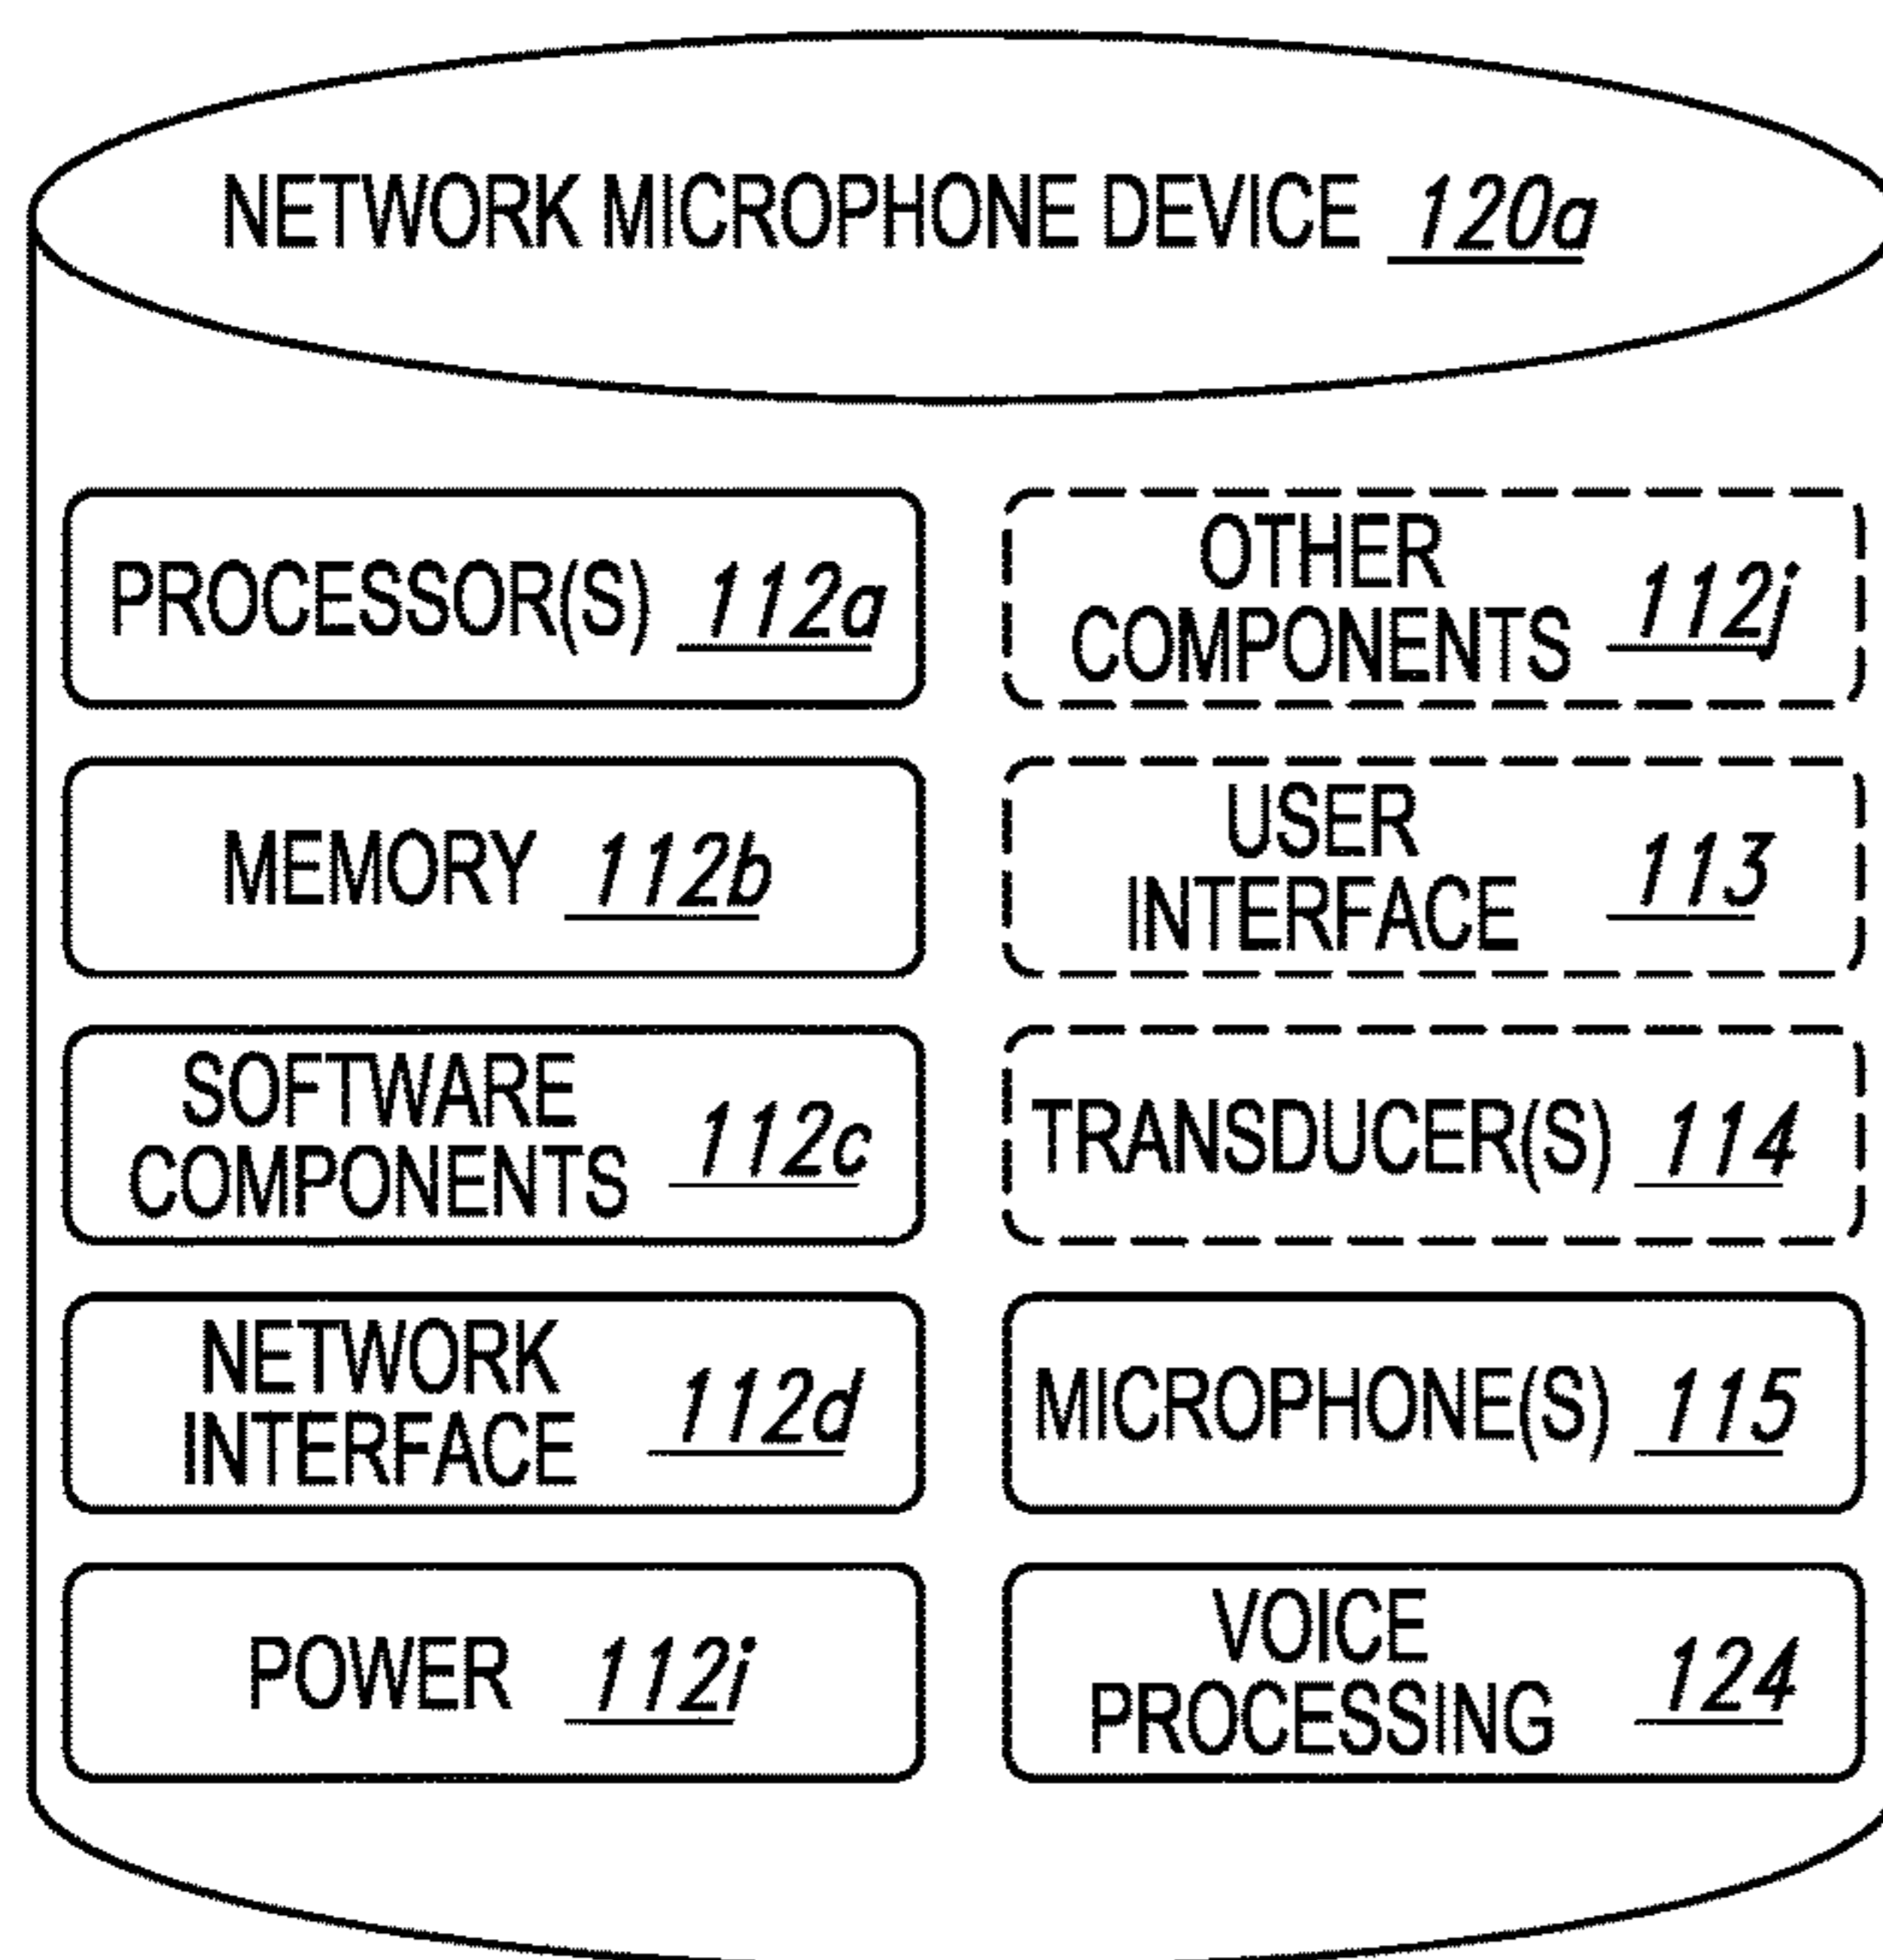 NETWORK MICROPHONE DEVICE 120a
PROCESSOR(S) 112a
MEMORY 112b
SOFTWARE
COMPONENTS 112c
NETWORK
INTERFACE 112d
POWER 112i
OTHER
COMPONENTS 112j
USER
INTERFACE 113
TRANSDUCER(S) 114
MICROPHONE(S) 115
VOICE
PROCESSING 124